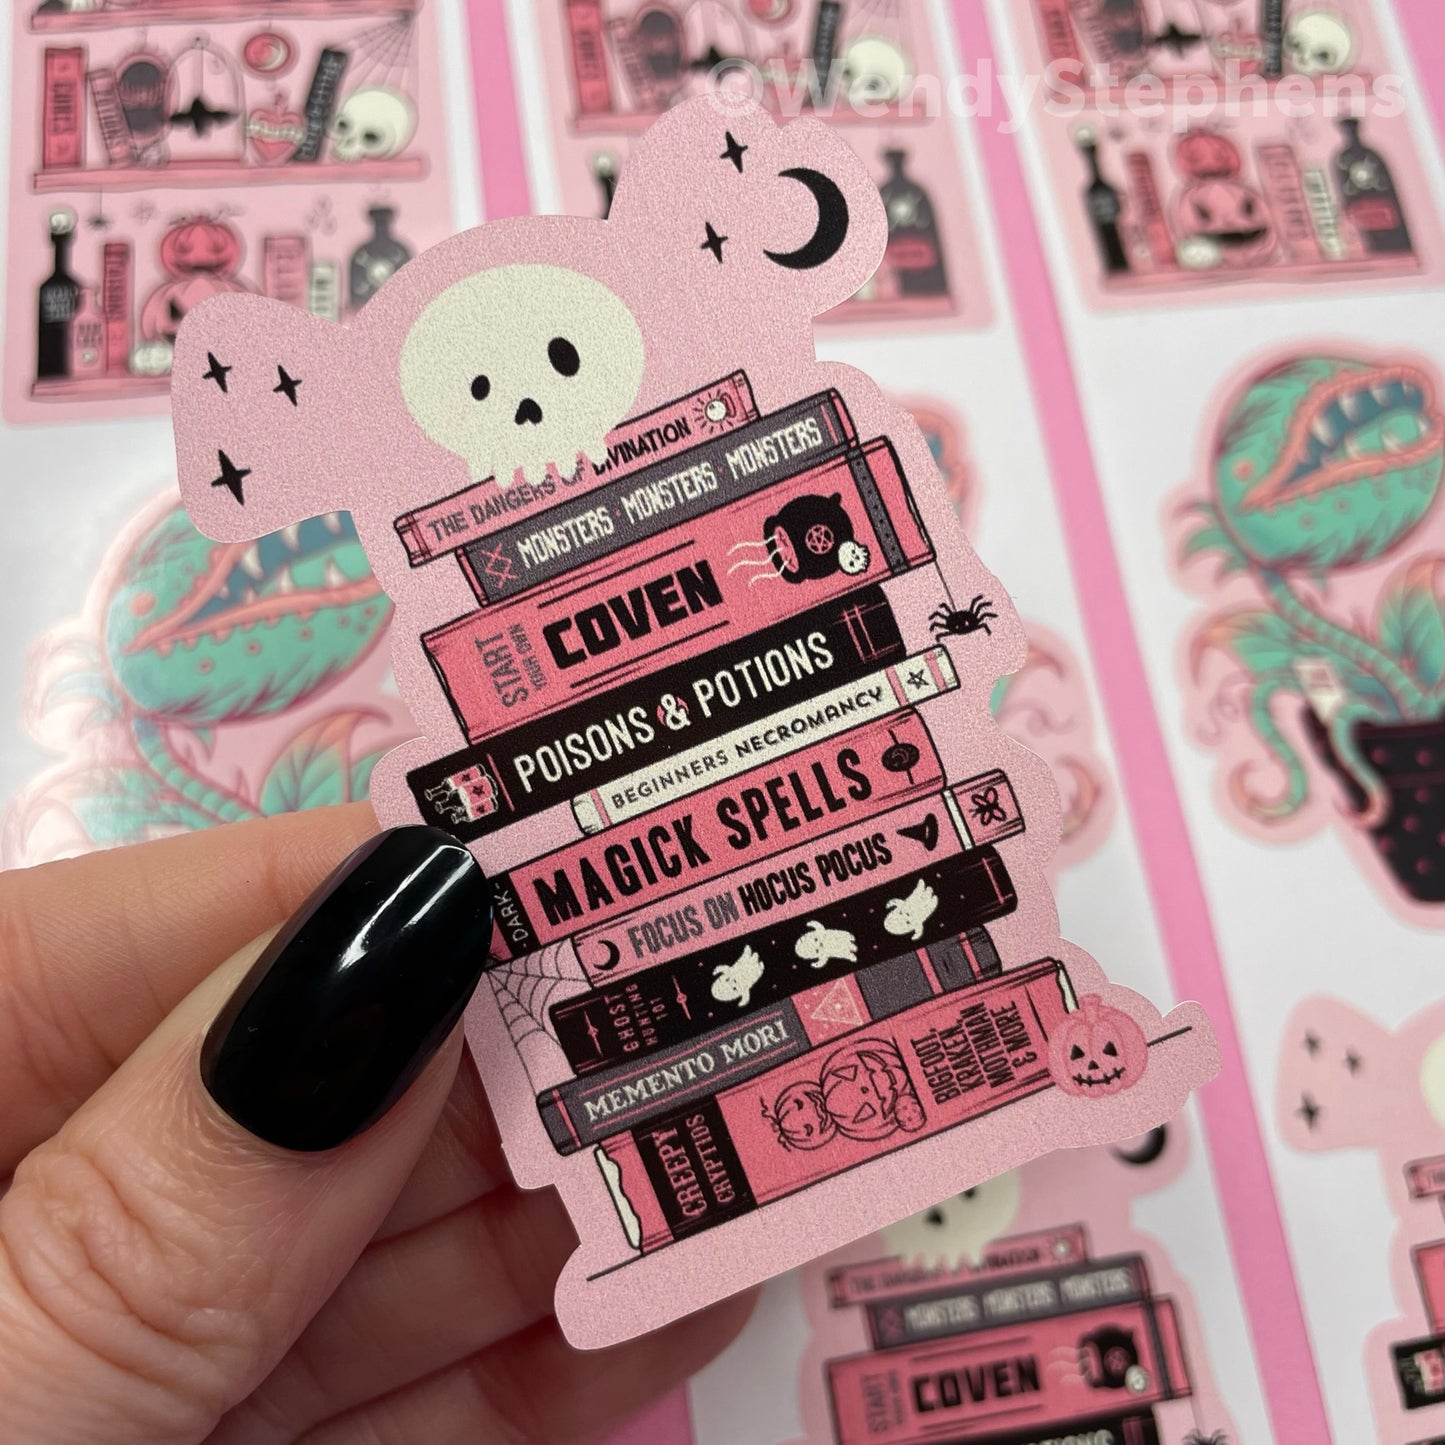 ©WendyStephens
THE DANGERS OF DIVINATION
MONSTERS · MONSTERS · MONSTERS
START
YOUR OWN
COVEN
POISONS & POTIONS
BEGINNERS NECROMANCY
-DARK-
MAGICK SPELLS
FOCUS ON HOCUS POCUS
GHOST
HUNTING
101
MEMENTO MORI
CREEPY
CRYPTIDS
BIGFOOT,
KRAKEN,
MOTHMAN
& MORE
MONSTERS MONSTERS MONSTERS
START
COVEN